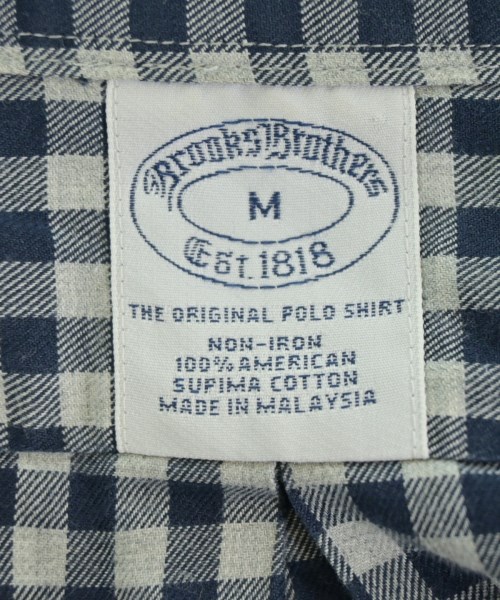 Brooks Brothers
M
Est. 1818
THE ORIGINAL POLO SHIRT
NON-IRON
100% AMERICAN
SUPIMA COTTON
MADE IN MALAYSIA